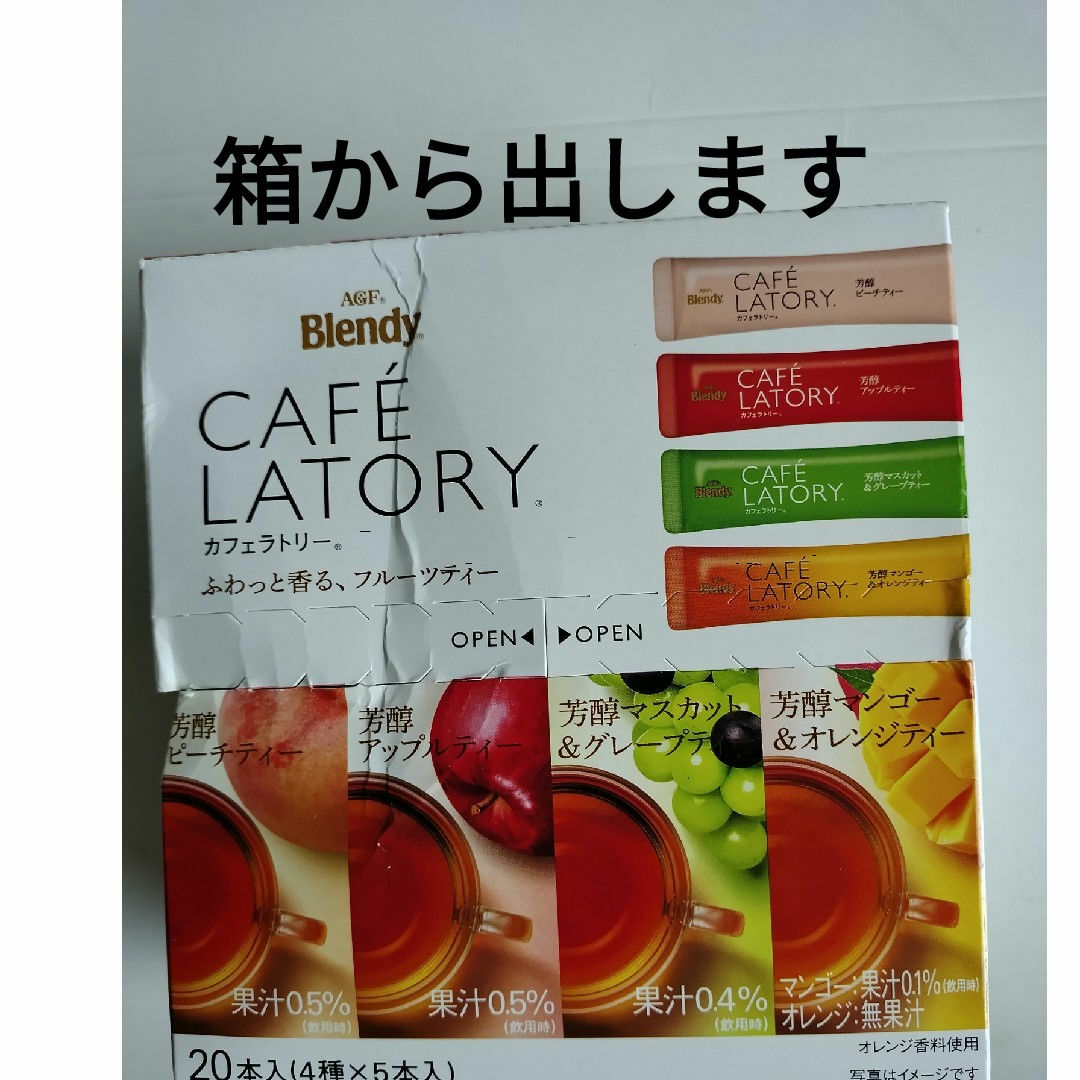 箱から出します
AGF®
Blendy®
CAFÉ
LATORY®
カフェラトリー®
ふわっと香る、フルーツティー
AGF
Blendy
CAFÉ
LATORY.
カフェラトリー®
芳醇
ピーチティー
AGF
Blendy
CAFÉ
LATORY.
カフェラトリー®
芳醇
アップルティー
AGF
Blendy
CAFÉ
LATORY.
カフェラトリー®
芳醇マスカット
&グレープティー
Blendy
CAFÉ
LATORY.
カフェラトリー®
芳醇マンゴー
&オレンジティー
OPEN◀ ▶OPEN
芳醇
ピーチティー
果汁0.5%
(飲用時)
芳醇
アップルティー
果汁0.5%
(飲用時)
芳醇マスカット
&グレープティー
果汁0.4%
(飲用時)
芳醇マンゴー
&オレンジティー
マンゴー:果汁0.1%(飲用時)
オレンジ:無果汁
オレンジ香料使用
20本入(4種×5本入)
写真はイメージです